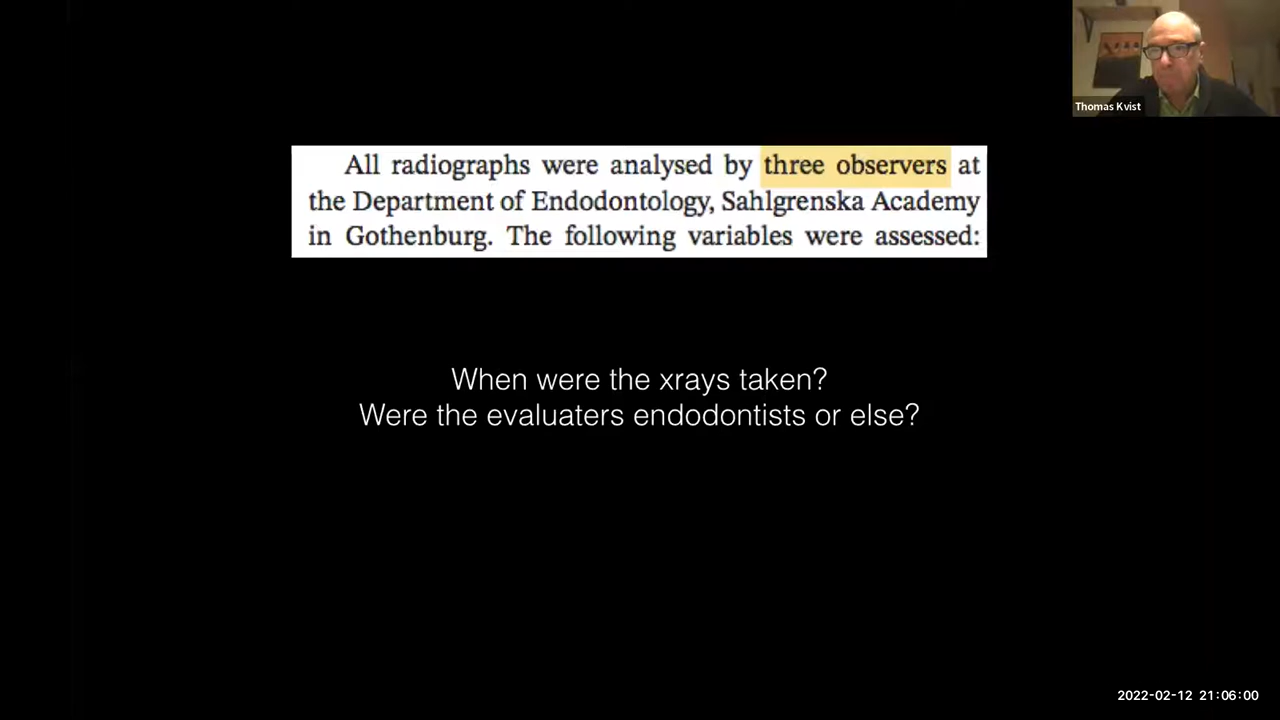 Thomas Kvist
All radiographs were analysed by three observers at
the Department of Endodontology, Sahlgrenska Academy
in Gothenburg. The following variables were assessed:
When were the xrays taken?
Were the evaluaters endodontists or else?
2022-02-12 21:06:00